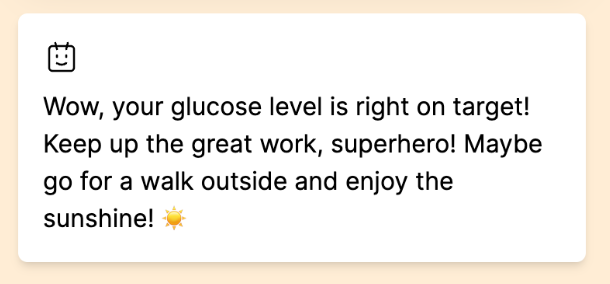 Wow, your glucose level is right on target!
Keep up the great work, superhero! Maybe
go for a walk outside and enjoy the
sunshine! ☀️